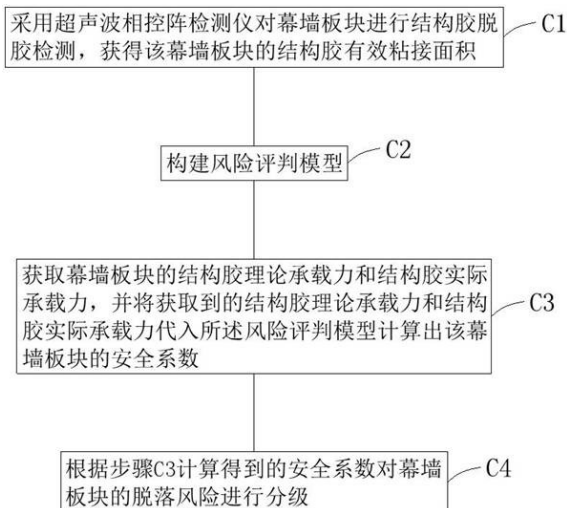 采用超声波相控阵检测仪对幕墙板块进行结构胶脱
胶检测，获得该幕墙板块的结构胶有效粘接面积
C1
构建风险评判模型
C2
获取幕墙板块的结构胶理论承载力和结构胶实际
承载力，并将获取到的结构胶理论承载力和结构
胶实际承载力代入所述风险评判模型计算出该幕
墙板块的安全系数
C3
根据步骤C3计算得到的安全系数对幕墙
板块的脱落风险进行分级
C4